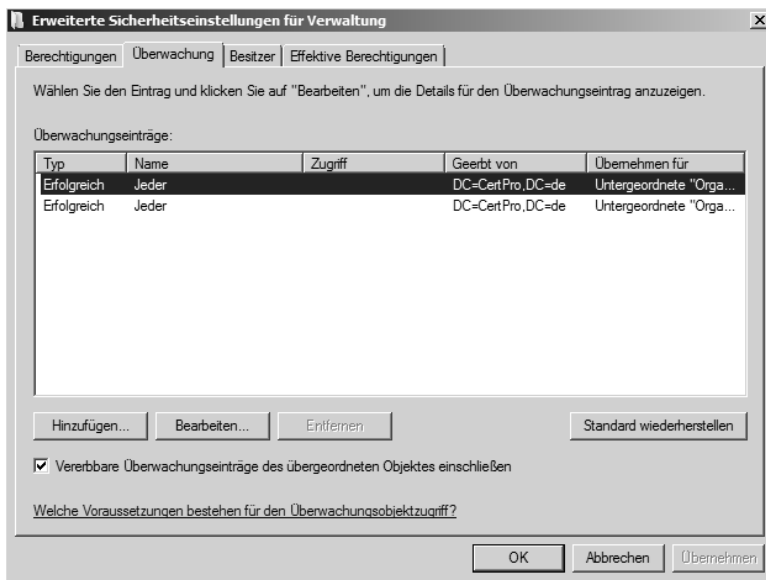 Erweiterte Sicherheitseinstellungen für Verwaltung
Berechtigungen Überwachung Besitzer Effektive Berechtigungen
Wählen Sie den Eintrag und klicken Sie auf "Bearbeiten", um die Details für den Überwachungseintrag anzuzeigen.
Überwachungseinträge:
Typ Name Zugriff Geerbt von Übernehmen für
Erfolgreich Jeder DC=CertPro,DC=de Untergeordnete "Orga...
Erfolgreich Jeder DC=CertPro,DC=de Untergeordnete "Orga...
Hinzufügen... Bearbeiten... Entfernen Standard wiederherstellen
Vererbbare Überwachungseinträge des übergeordneten Objektes einschließen
Welche Voraussetzungen bestehen für den Überwachungsobjektzugriff?
OK Abbrechen Übernehmen